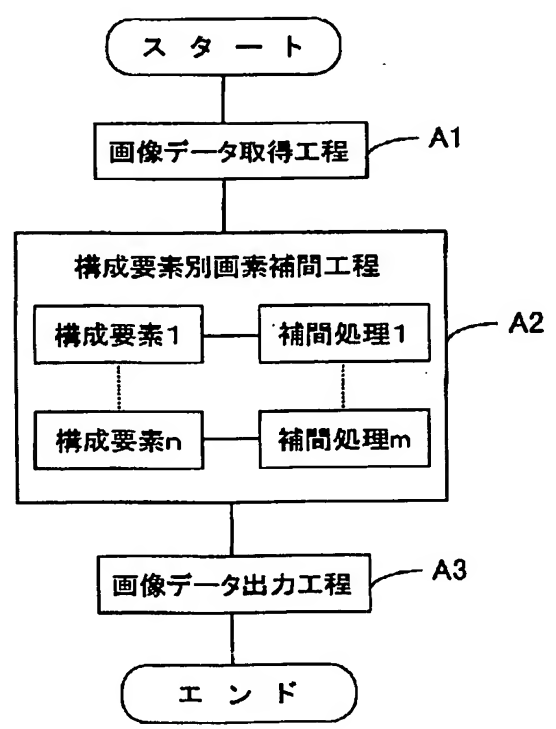 スタート
画像データ取得工程
A1
構成要素別画素補間工程
構成要素1
補間処理1
A2
構成要素n
補間処理m
画像データ出力工程
A3
エンド